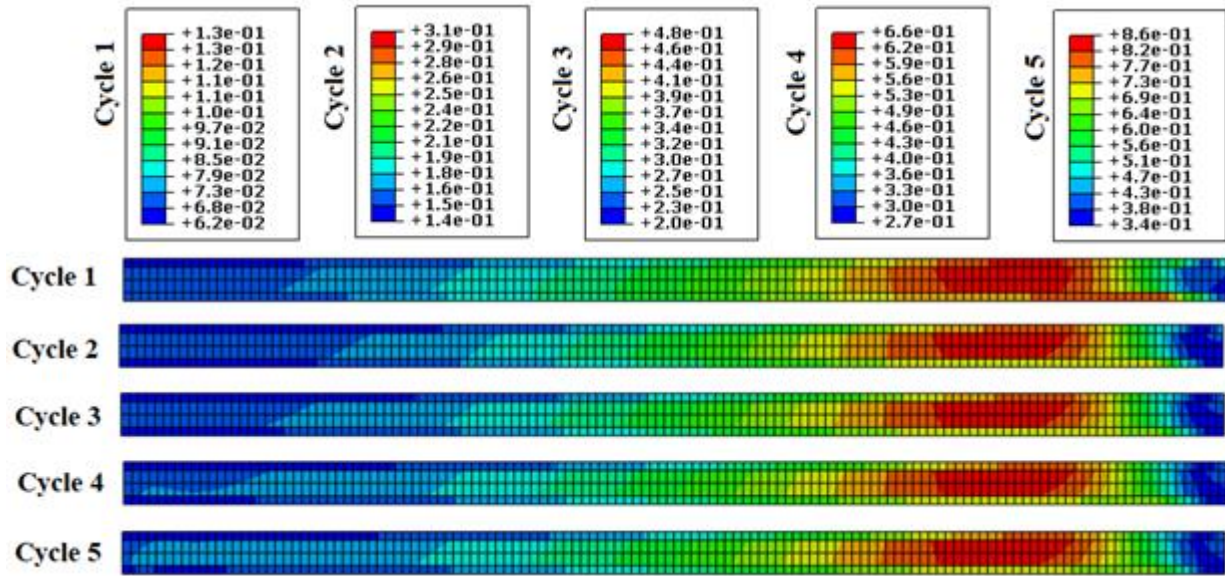 Cycle 1
+1.3e-01
+1.3e-01
+1.2e-01
+1.1e-01
+1.1e-01
+1.0e-01
+9.7e-02
+9.1e-02
+8.5e-02
+7.9e-02
+7.3e-02
+6.8e-02
+6.2e-02
Cycle 2
+3.1e-01
+2.9e-01
+2.8e-01
+2.6e-01
+2.5e-01
+2.4e-01
+2.2e-01
+2.1e-01
+1.9e-01
+1.8e-01
+1.6e-01
+1.5e-01
+1.4e-01
Cycle 3
+4.8e-01
+4.6e-01
+4.4e-01
+4.1e-01
+3.9e-01
+3.7e-01
+3.4e-01
+3.2e-01
+3.0e-01
+2.7e-01
+2.5e-01
+2.3e-01
+2.0e-01
Cycle 4
+6.6e-01
+6.2e-01
+5.9e-01
+5.6e-01
+5.3e-01
+4.9e-01
+4.6e-01
+4.3e-01
+4.0e-01
+3.6e-01
+3.3e-01
+3.0e-01
+2.7e-01
Cycle 5
+8.6e-01
+8.2e-01
+7.7e-01
+7.3e-01
+6.9e-01
+6.4e-01
+6.0e-01
+5.6e-01
+5.1e-01
+4.7e-01
+4.3e-01
+3.8e-01
+3.4e-01
Cycle 1
Cycle 2
Cycle 3
Cycle 4
Cycle 5